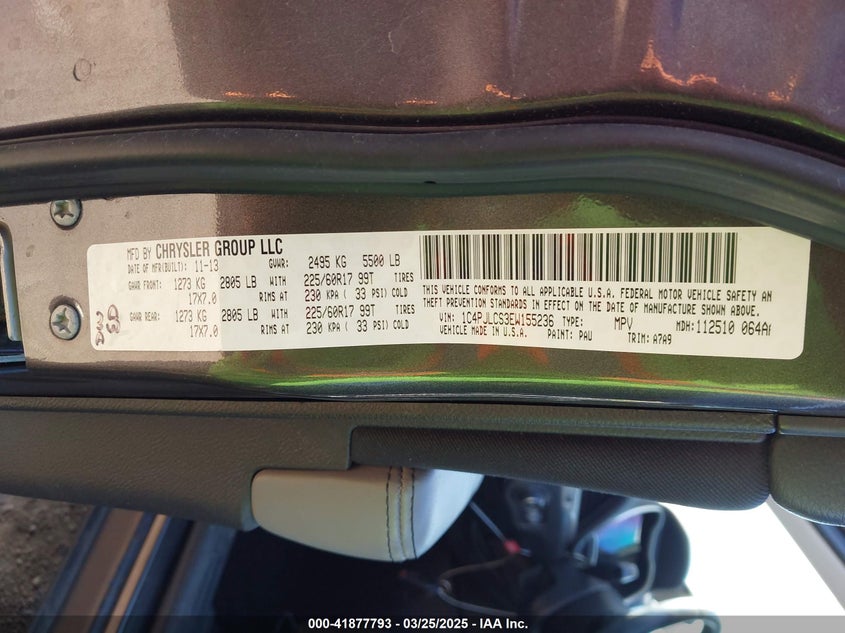 MFD BY CHRYSLER GROUP LLC
DATE OF MFR(BUILT): 11-13 GVWR: 2495 KG 5500 LB
GAWR FRONT: 1273 KG 2805 LB WITH 225/60R17 99T TIRES
17X7.0 RIMS AT 230 KPA ( 33 PSI) COLD
GAWR REAR: 1273 KG 2805 LB WITH 225/60R17 99T TIRES
17X7.0 RIMS AT 230 KPA ( 33 PSI) COLD
THIS VEHICLE CONFORMS TO ALL APPLICABLE U.S.A. FEDERAL MOTOR VEHICLE SAFETY AN
THEFT PREVENTION STANDARDS IN EFFECT ON THE DATE OF MANUFACTURE SHOWN ABOVE.
VIN: 1C4PJLCS3EW155236 TYPE: MPV MDH: 112510 064A
VEHICLE MADE IN U.S.A. PAINT: PAU TRIM: A7A9
000-41877793 - 03/25/2025 - IAA Inc.